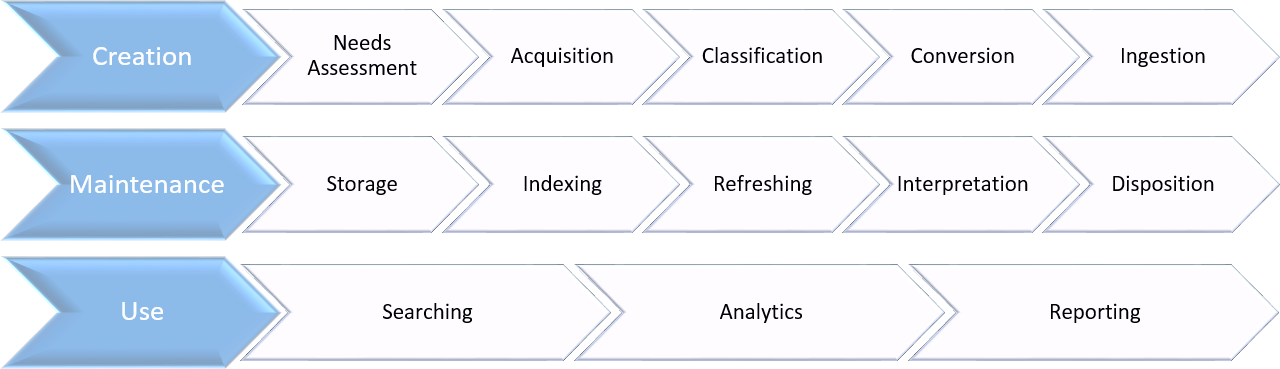 Creation
Needs
Assessment
Acquisition
Classification
Conversion
Ingestion
Maintenance
Storage
Indexing
Refreshing
Interpretation
Disposition
Use
Searching
Analytics
Reporting